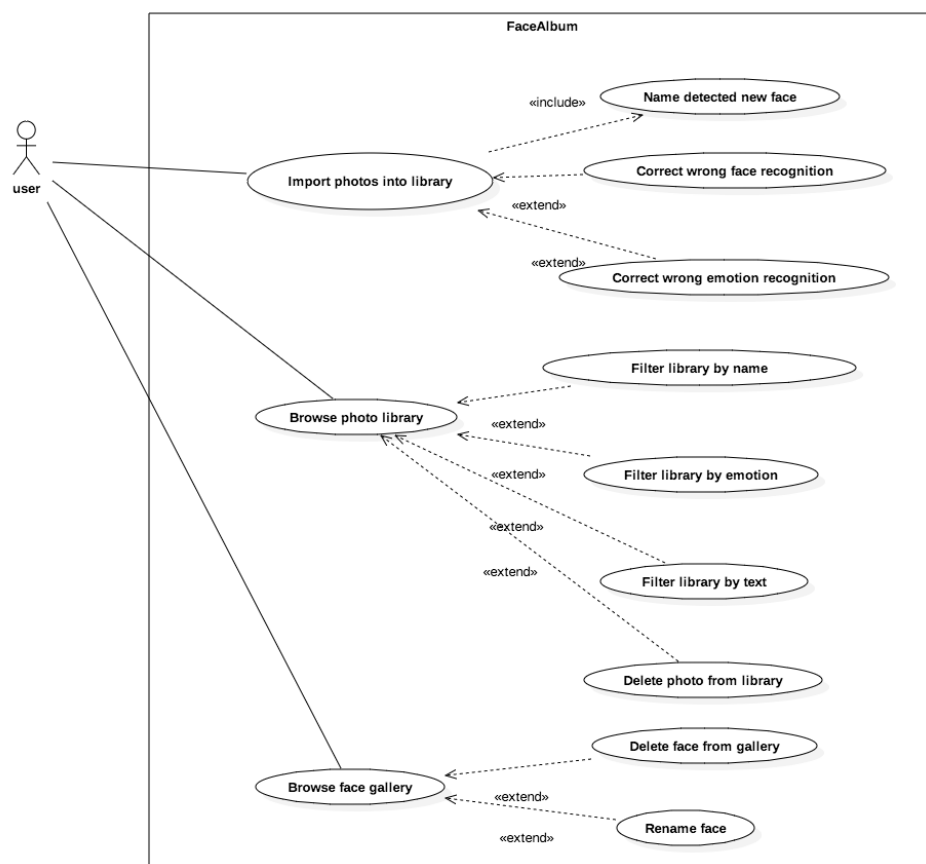 FaceAlbum
Name detected new face
«include»
user
Import photos into library
Correct wrong face recognition
«extend»
«extend»
Correct wrong emotion recognition
Filter library by name
Browse photo library
«extend»
Filter library by emotion
«extend»
«extend»
«extend»
Filter library by text
Delete photo from library
Delete face from gallery
Browse face gallery
«extend»
Rename face
«extend»